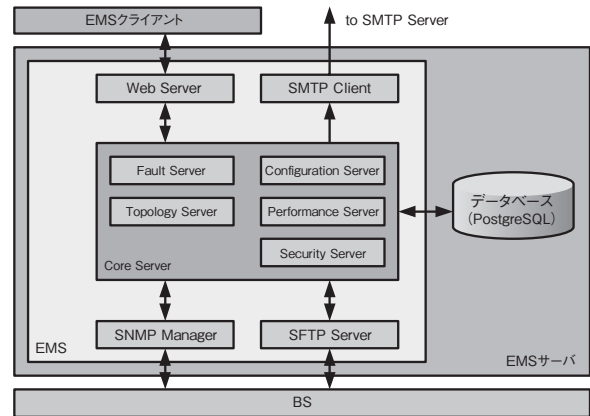 EMSクライアント
to SMTP Server
Web Server
SMTP Client
Fault Server
Configuration Server
Topology Server
Performance Server
Security Server
Core Server
データベース
(PostgreSQL)
SNMP Manager
SFTP Server
EMS
EMSサーバ
BS